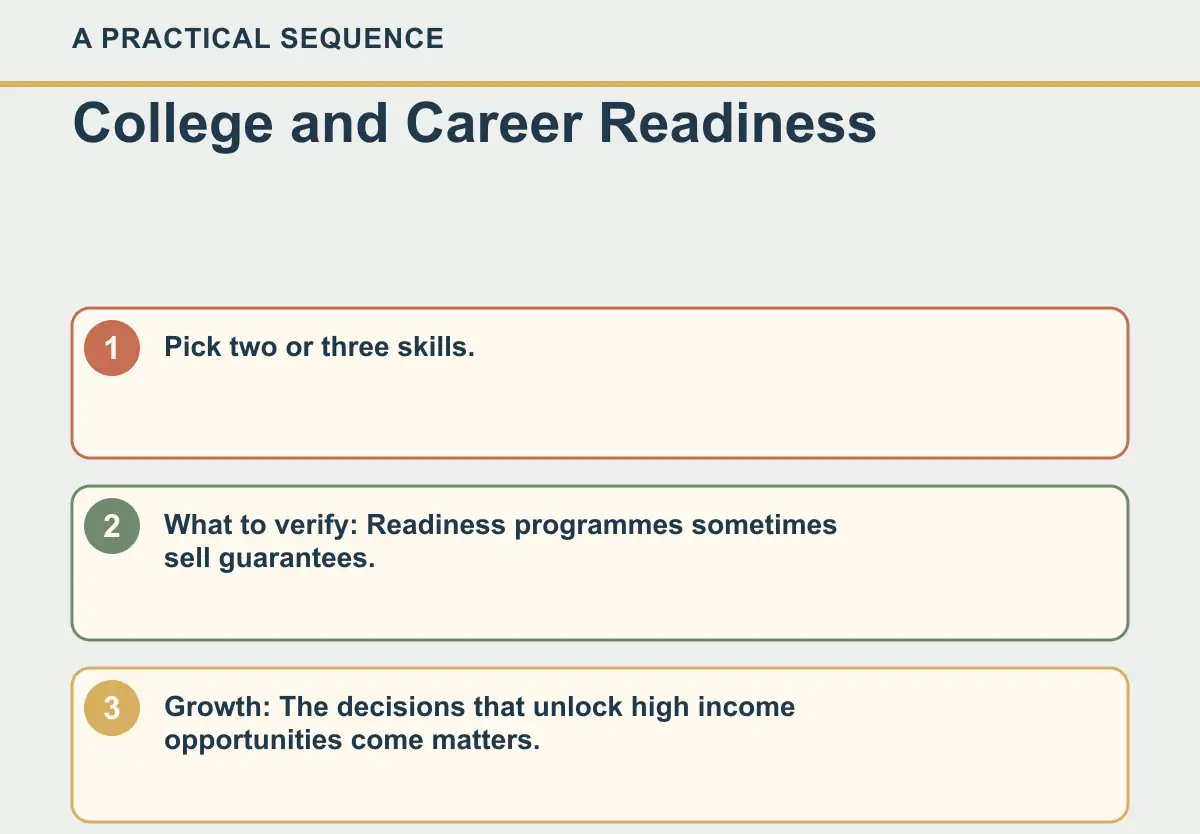 A PRACTICAL SEQUENCE
College and Career Readiness
1
Pick two or three skills.
2
What to verify: Readiness programmes sometimes
sell guarantees.
3
Growth: The decisions that unlock high income
opportunities come matters.